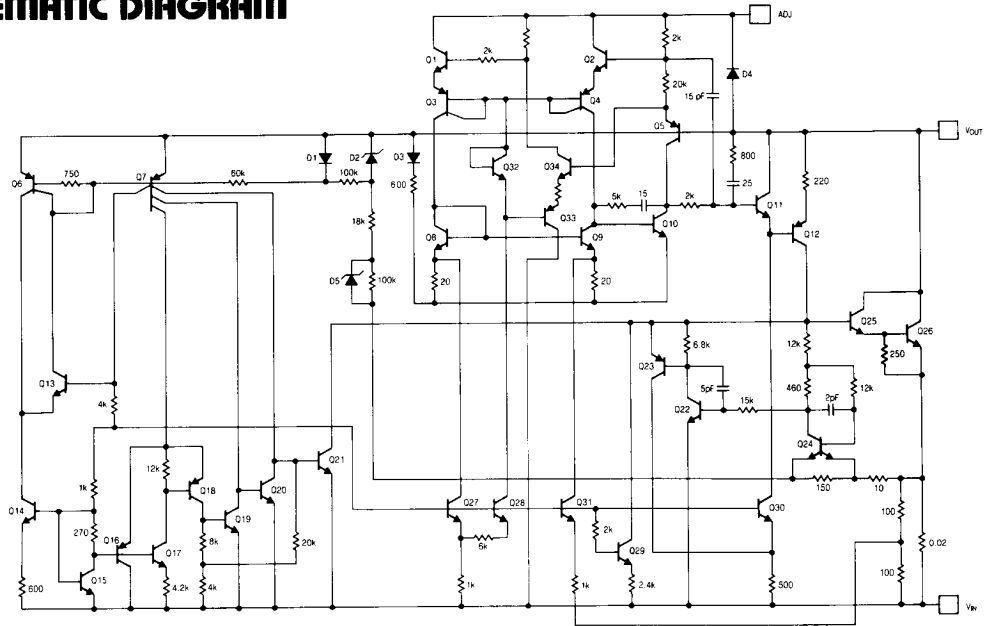 EMATIC DIAGRAM
ADJ
2k
Q1
2k
Q2
Q3
Q4
20k
D4
15 pF
Q5
VOUT
D1
D2
D3
Q32
Q34
800
Q6
750
Q7
60k
100k
600
25
220
5k
15
2k
Q11
18k
Q33
Q10
Q12
Q8
Q9
D5
100k
20
20
Q25
Q26
6.8k
12k
250
Q23
5pF
460
12k
Q13
4k
Q22
15k
2pF
Q24
Q21
12k
1k
Q18
Q20
150
10
Q14
Q27
Q28
Q31
Q30
100
270
Q16
Q17
8k
Q19
20k
6k
2k
Q29
0.02
600
Q15
4.2k
4k
1k
1k
2.4k
500
100
VIN